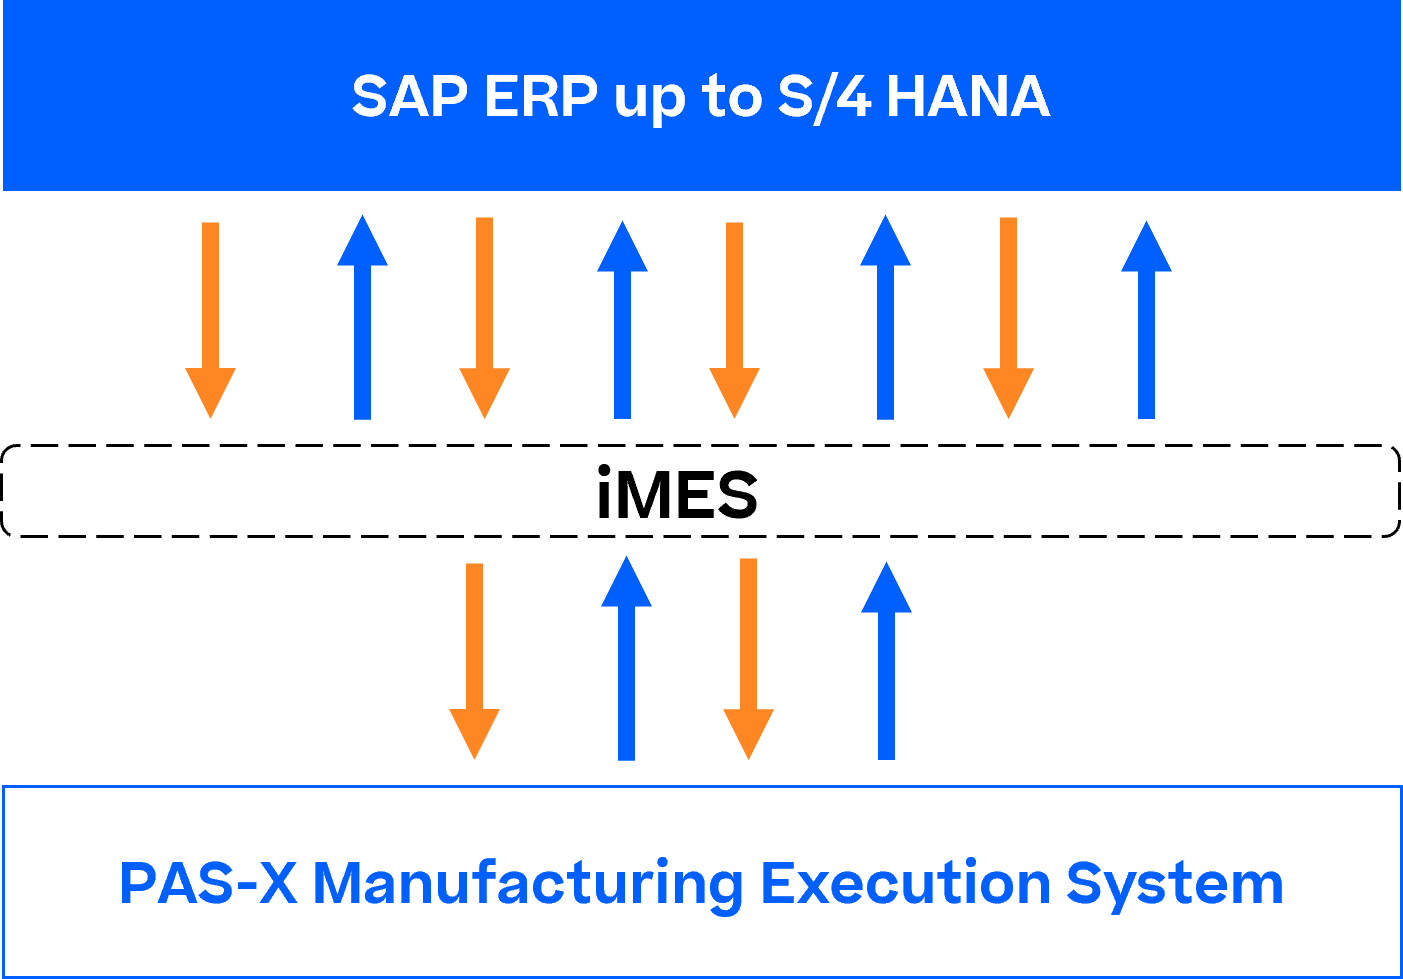 SAP ERP up to S/4 HANA
iMES
PAS-X Manufacturing Execution System